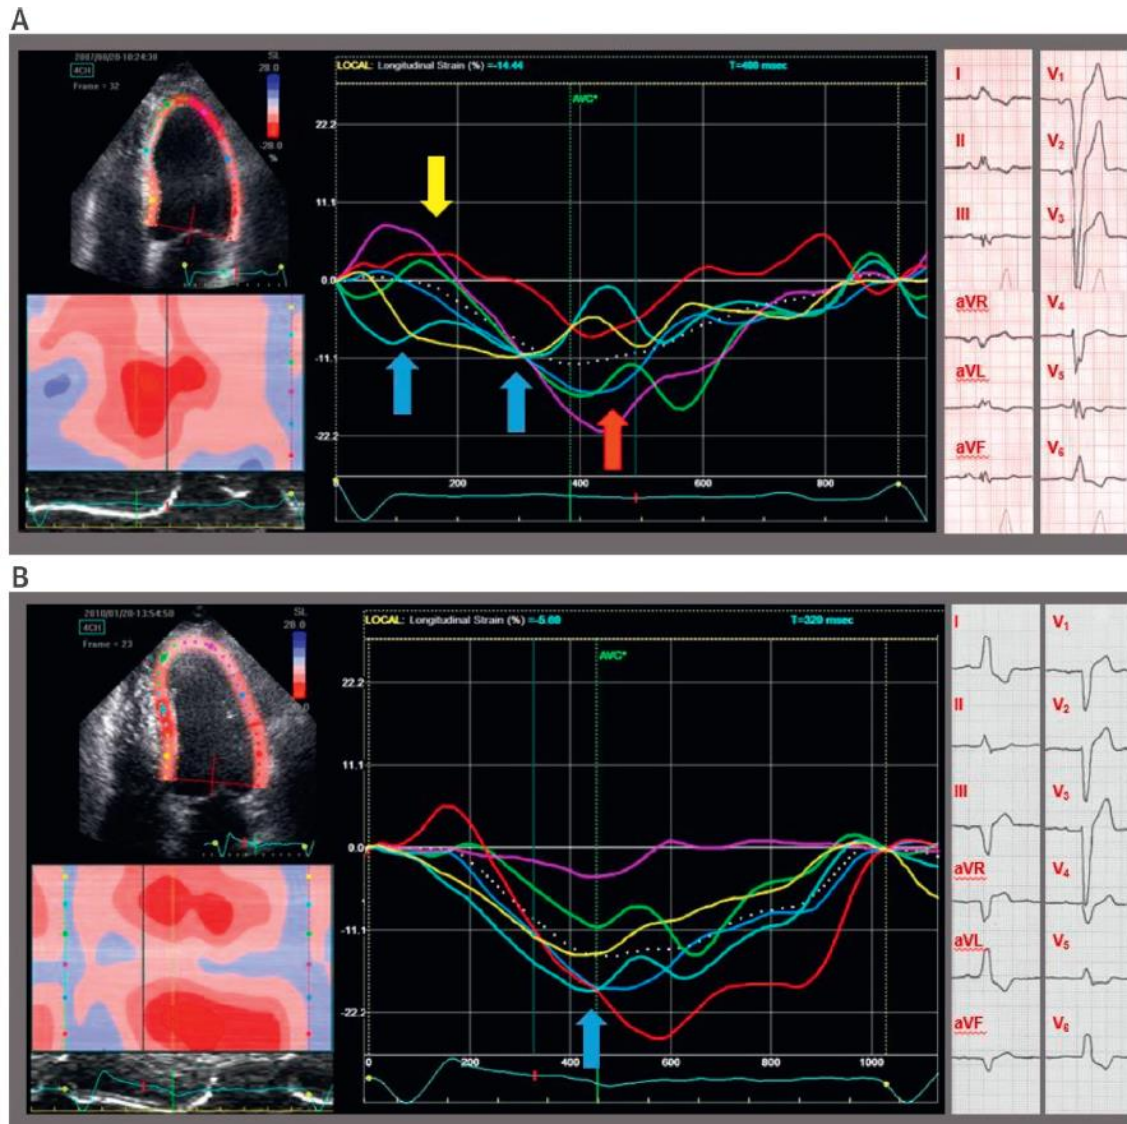 A
2007/08/20-10:24:30
4CH
Frame = 32
SL
28.0
-28.0
%
LOCAL: Longitudinal Strain (%) =-14.44
T=488 msec
AVC*
22.2
11.1
0.0
-11.1
-22.2
200
400
600
800
I
II
III
aVR
aVL
aVF
V1
V2
V3
V4
V5
V6
B
2010/01/20-13:54:50
4CH
Frame = 23
SL
28.0
LOCAL: Longitudinal Strain (%) =-5.60
T=320 msec
AVC*
22.2
11.1
0.0
-11.1
-22.2
0
200
400
600
800
1000
I
II
III
aVR
aVL
aVF
V1
V2
V3
V4
V5
V6